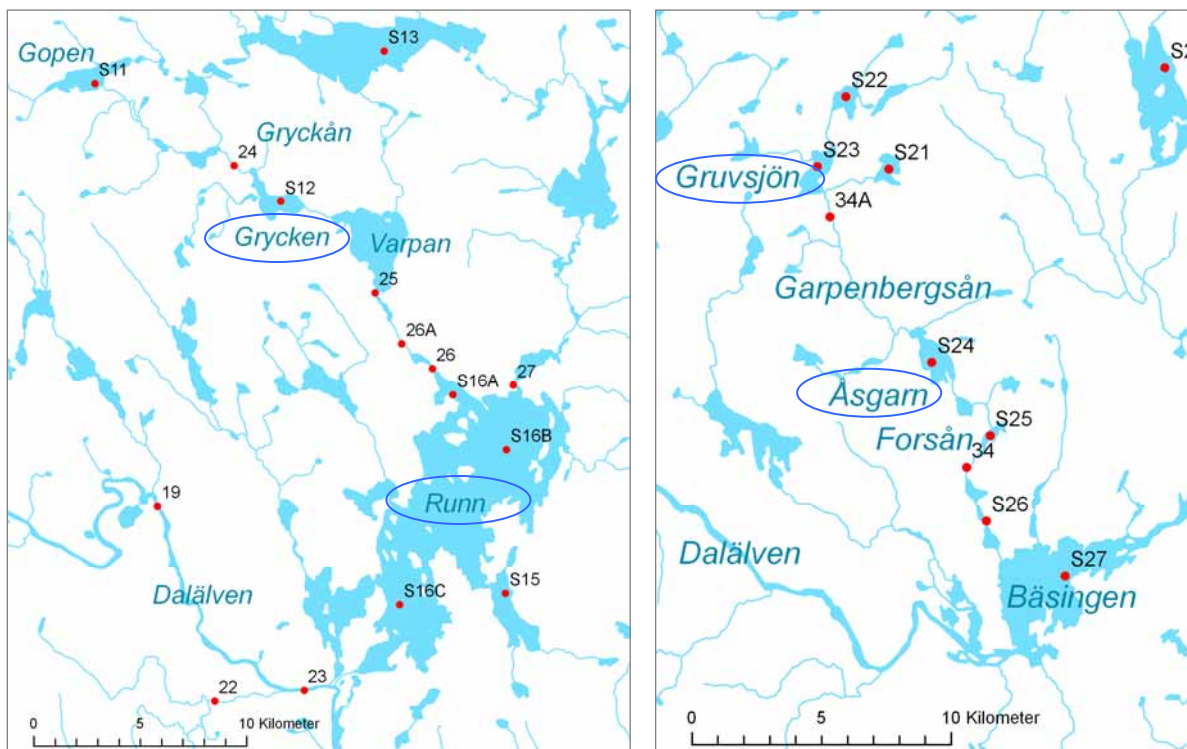 S13
Gopen
S11
Gryckån
24
S12
Grycken
Varpan
25
26A
26
S16A
27
S16B
Runn
19
Dalälven
S16C
S15
23
22
0 5 10 Kilometer
S2
S22
S23
S21
Gruvsjön
34A
Garpenbergsån
S24
Åsgarn
S25
Forsån
34
S26
Dalälven
S27
Bäsingen
0 5 10 Kilometer